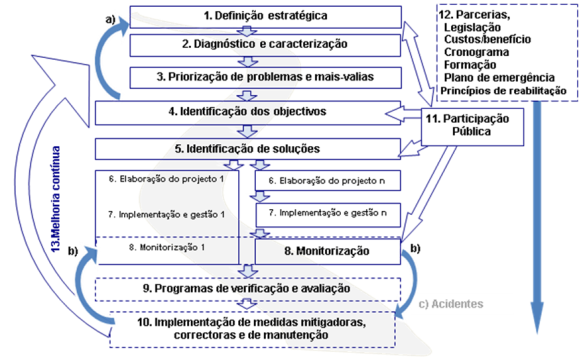 a)
1. Definição estratégica
2. Diagnóstico e caracterização
3. Priorização de problemas e mais-valias
4. Identificação dos objectivos
5. Identificação de soluções
6. Elaboração do projecto 1
6. Elaboração do projecto n
7. Implementação e gestão 1
7. Implementação e gestão n
8. Monitorização 1
8. Monitorização
b)
b)
9. Programas de verificação e avaliação
c) Acidentes
10. Implementação de medidas mitigadoras,
correctoras e de manutenção
11. Participação
Pública
12. Parcerias,
Legislação
Custos/benefício
Cronograma
Formação
Plano de emergência
Princípios de reabilitação
13.Melhoria contínua